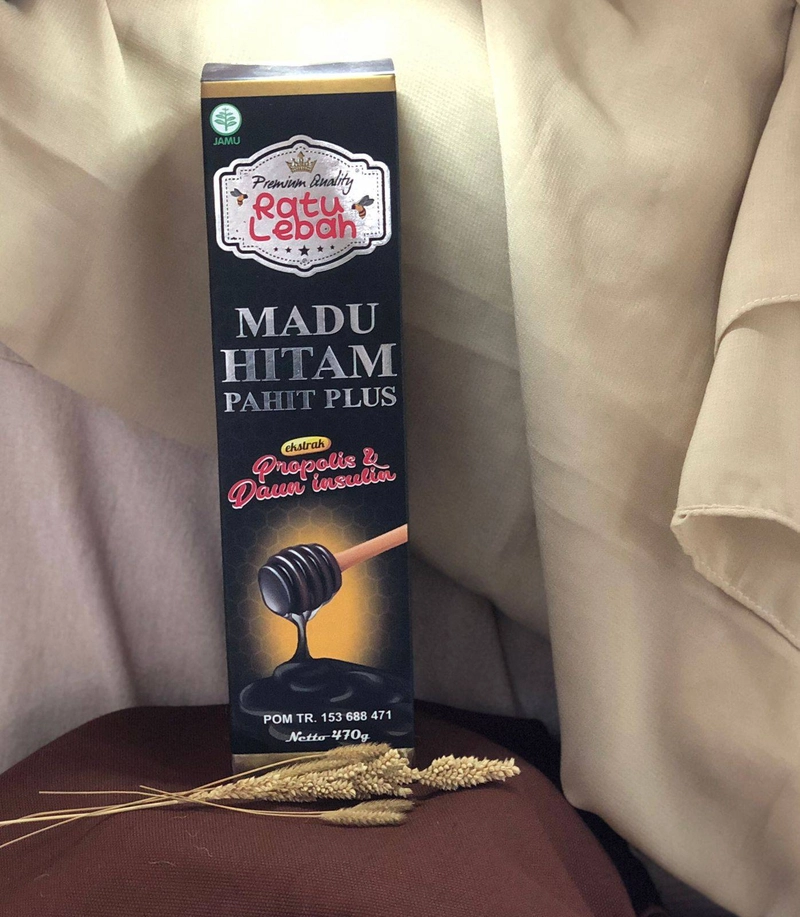 JAMU
Premium Quality
Ratu
Lebah
MADU
HITAM
PAHIT PLUS
ekstrak
Propolis &
Daun insulin
POM TR. 153 688 471
Netto 470g